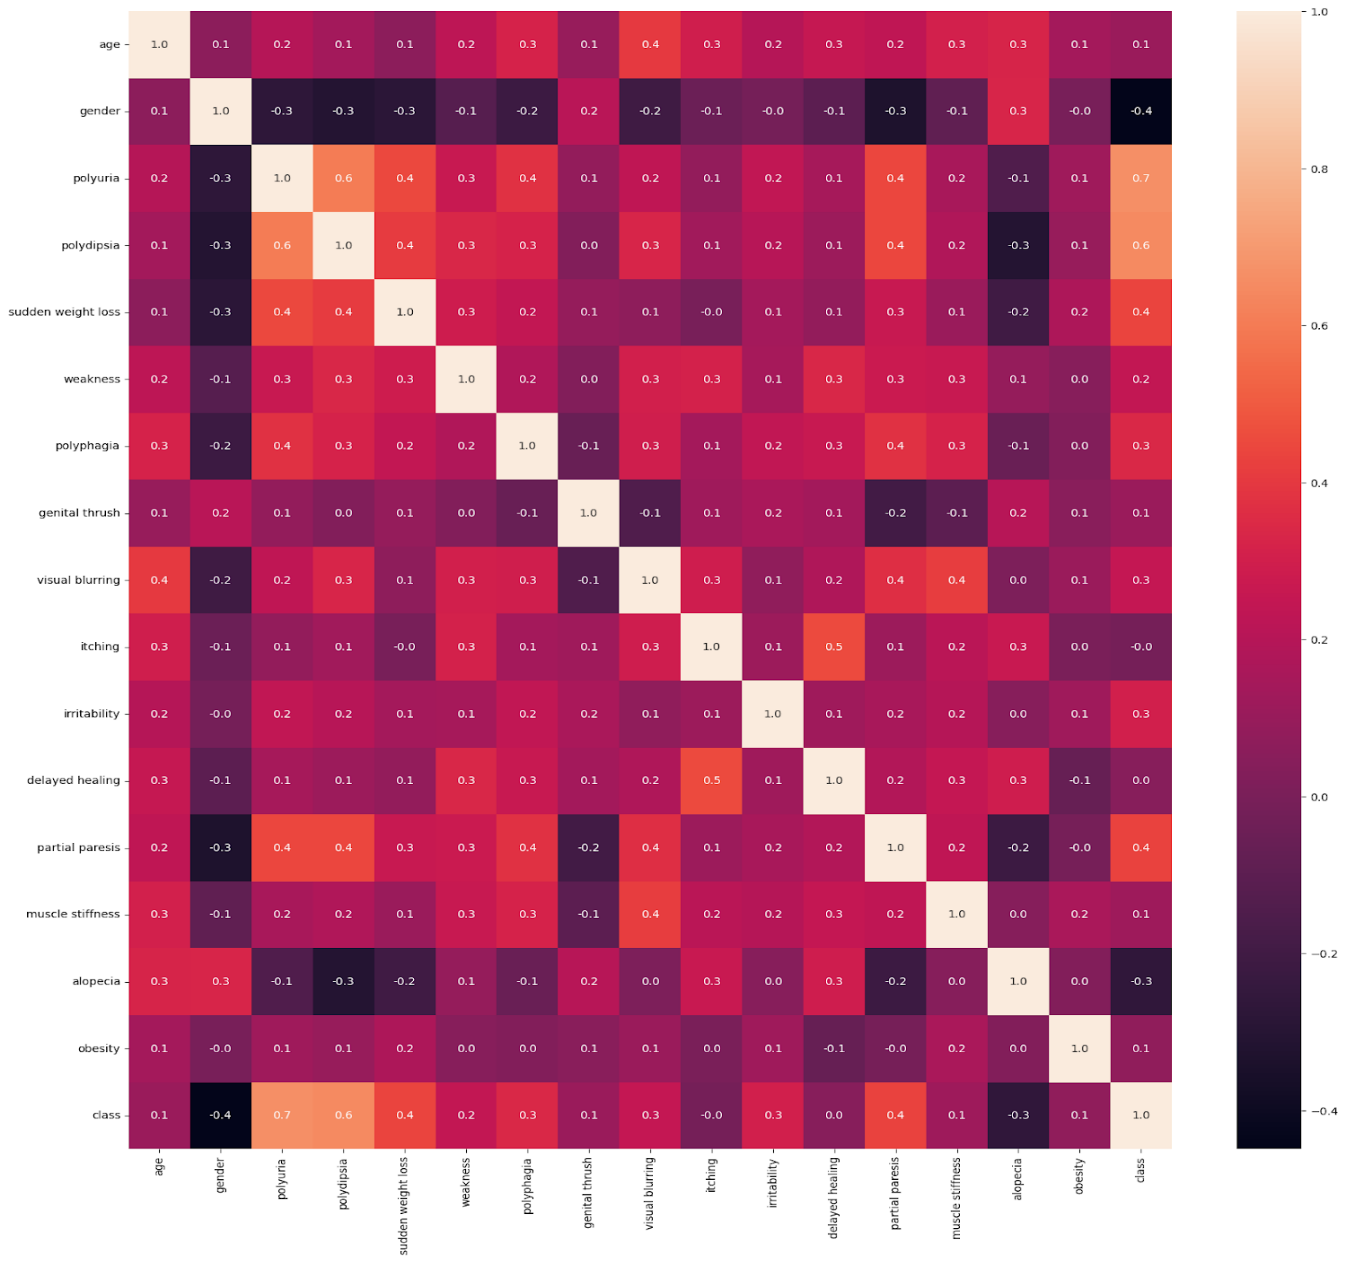 age 1.0 0.1 0.2 0.1 0.1 0.2 0.3 0.1 0.4 0.3 0.2 0.3 0.2 0.3 0.3 0.1 0.1
gender 0.1 1.0 -0.3 -0.3 -0.3 -0.1 -0.2 0.2 -0.2 -0.1 -0.0 -0.1 -0.3 -0.1 0.3 -0.0 -0.4
polyuria 0.2 -0.3 1.0 0.6 0.4 0.3 0.4 0.1 0.2 0.1 0.2 0.1 0.4 0.2 -0.1 0.1 0.7
polydipsia 0.1 -0.3 0.6 1.0 0.4 0.3 0.3 0.0 0.3 0.1 0.2 0.1 0.4 0.2 -0.3 0.1 0.6
sudden weight loss 0.1 -0.3 0.4 0.4 1.0 0.3 0.2 0.1 0.1 -0.0 0.1 0.1 0.3 0.1 -0.2 0.2 0.4
weakness 0.2 -0.1 0.3 0.3 0.3 1.0 0.2 0.0 0.3 0.3 0.1 0.3 0.3 0.3 0.1 0.0 0.2
polyphagia 0.3 -0.2 0.4 0.3 0.2 0.2 1.0 -0.1 0.3 0.1 0.2 0.3 0.4 0.3 -0.1 0.0 0.3
genital thrush 0.1 0.2 0.1 0.0 0.1 0.0 -0.1 1.0 -0.1 0.1 0.2 0.1 -0.2 -0.1 0.2 0.1 0.1
visual blurring 0.4 -0.2 0.2 0.3 0.1 0.3 0.3 -0.1 1.0 0.3 0.1 0.2 0.4 0.4 0.0 0.1 0.3
itching 0.3 -0.1 0.1 0.1 -0.0 0.3 0.1 0.1 0.3 1.0 0.1 0.5 0.1 0.2 0.3 0.0 -0.0
irritability 0.2 -0.0 0.2 0.2 0.1 0.1 0.2 0.2 0.1 0.1 1.0 0.1 0.2 0.2 0.0 0.1 0.3
delayed healing 0.3 -0.1 0.1 0.1 0.1 0.3 0.3 0.1 0.2 0.5 0.1 1.0 0.2 0.3 0.3 -0.1 0.0
partial paresis 0.2 -0.3 0.4 0.4 0.3 0.3 0.4 -0.2 0.4 0.1 0.2 0.2 1.0 0.2 -0.2 -0.0 0.4
muscle stiffness 0.3 -0.1 0.2 0.2 0.1 0.3 0.3 -0.1 0.4 0.2 0.2 0.3 0.2 1.0 0.0 0.2 0.1
alopecia 0.3 0.3 -0.1 -0.3 -0.2 0.1 -0.1 0.2 0.0 0.3 0.0 0.3 -0.2 0.0 1.0 0.0 -0.3
obesity 0.1 -0.0 0.1 0.1 0.2 0.0 0.0 0.1 0.1 0.0 0.1 -0.1 -0.0 0.2 0.0 1.0 0.1
class 0.1 -0.4 0.7 0.6 0.4 0.2 0.3 0.1 0.3 -0.0 0.3 0.0 0.4 0.1 -0.3 0.1 1.0
age
gender
polyuria
polydipsia
sudden weight loss
weakness
polyphagia
genital thrush
visual blurring
itching
irritability
delayed healing
partial paresis
muscle stiffness
alopecia
obesity
class
1.0
0.8
0.6
0.4
0.2
0.0
−0.2
−0.4